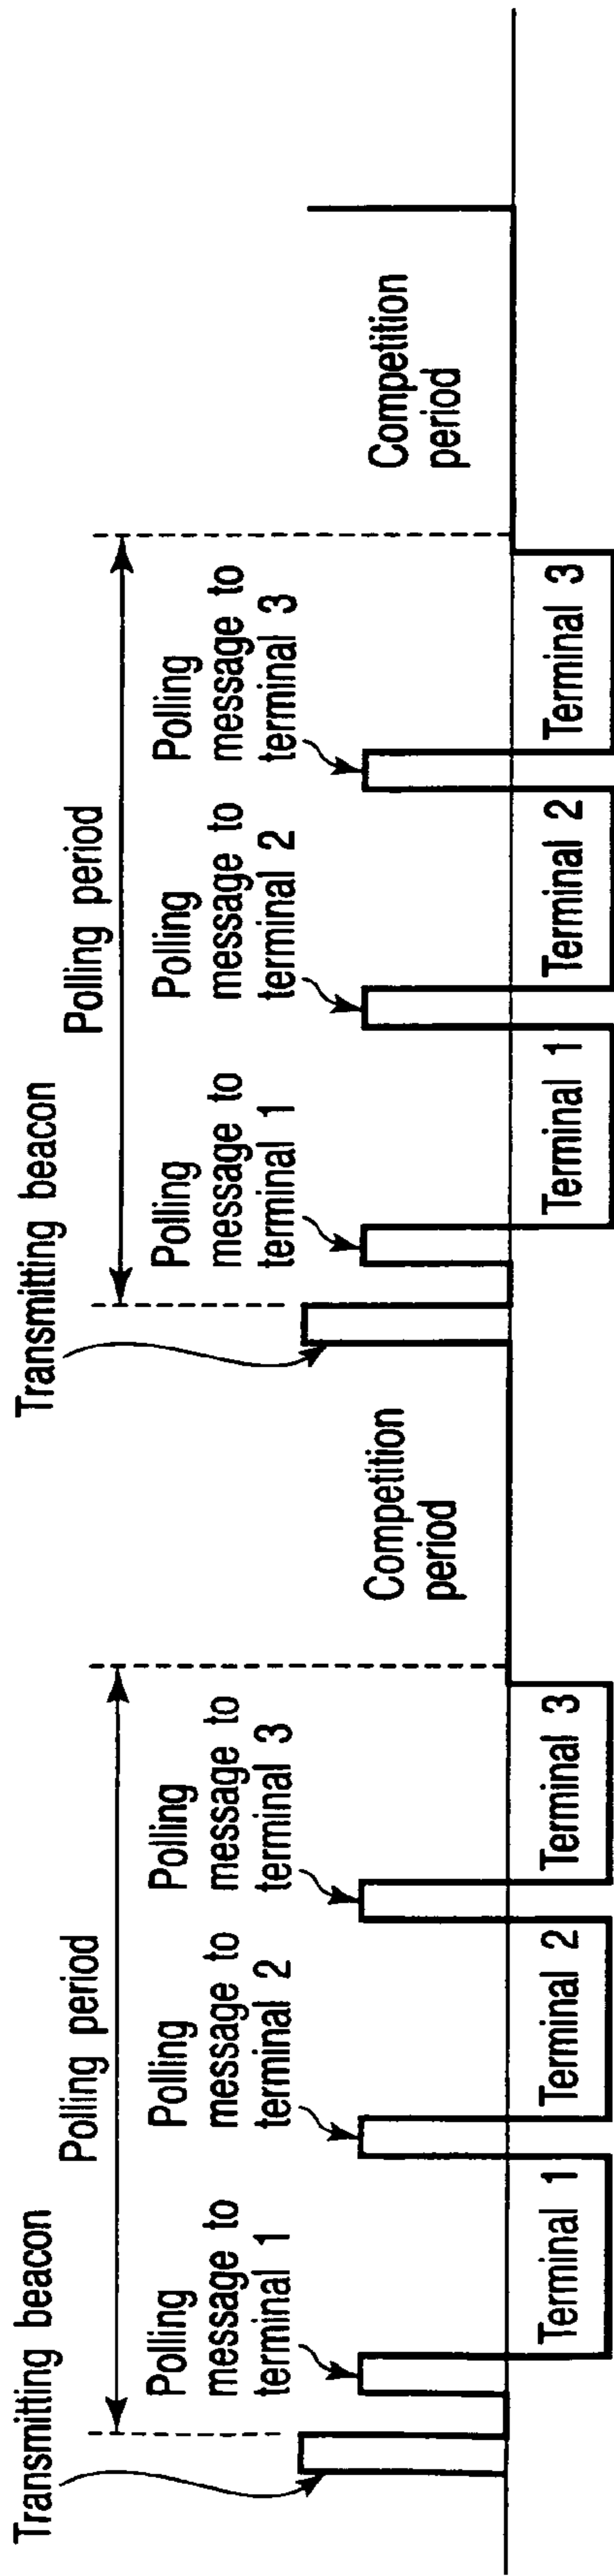 Transmitting beacon
Polling period
Polling
message to
terminal 1
Polling
message to
terminal 2
Polling
message to
terminal 3
Terminal 1
Terminal 2
Terminal 3
Competition
period
Transmitting beacon
Polling period
Polling
message to
terminal 1
Polling
message to
terminal 2
Polling
message to
terminal 3
Terminal 1
Terminal 2
Terminal 3
Competition
period